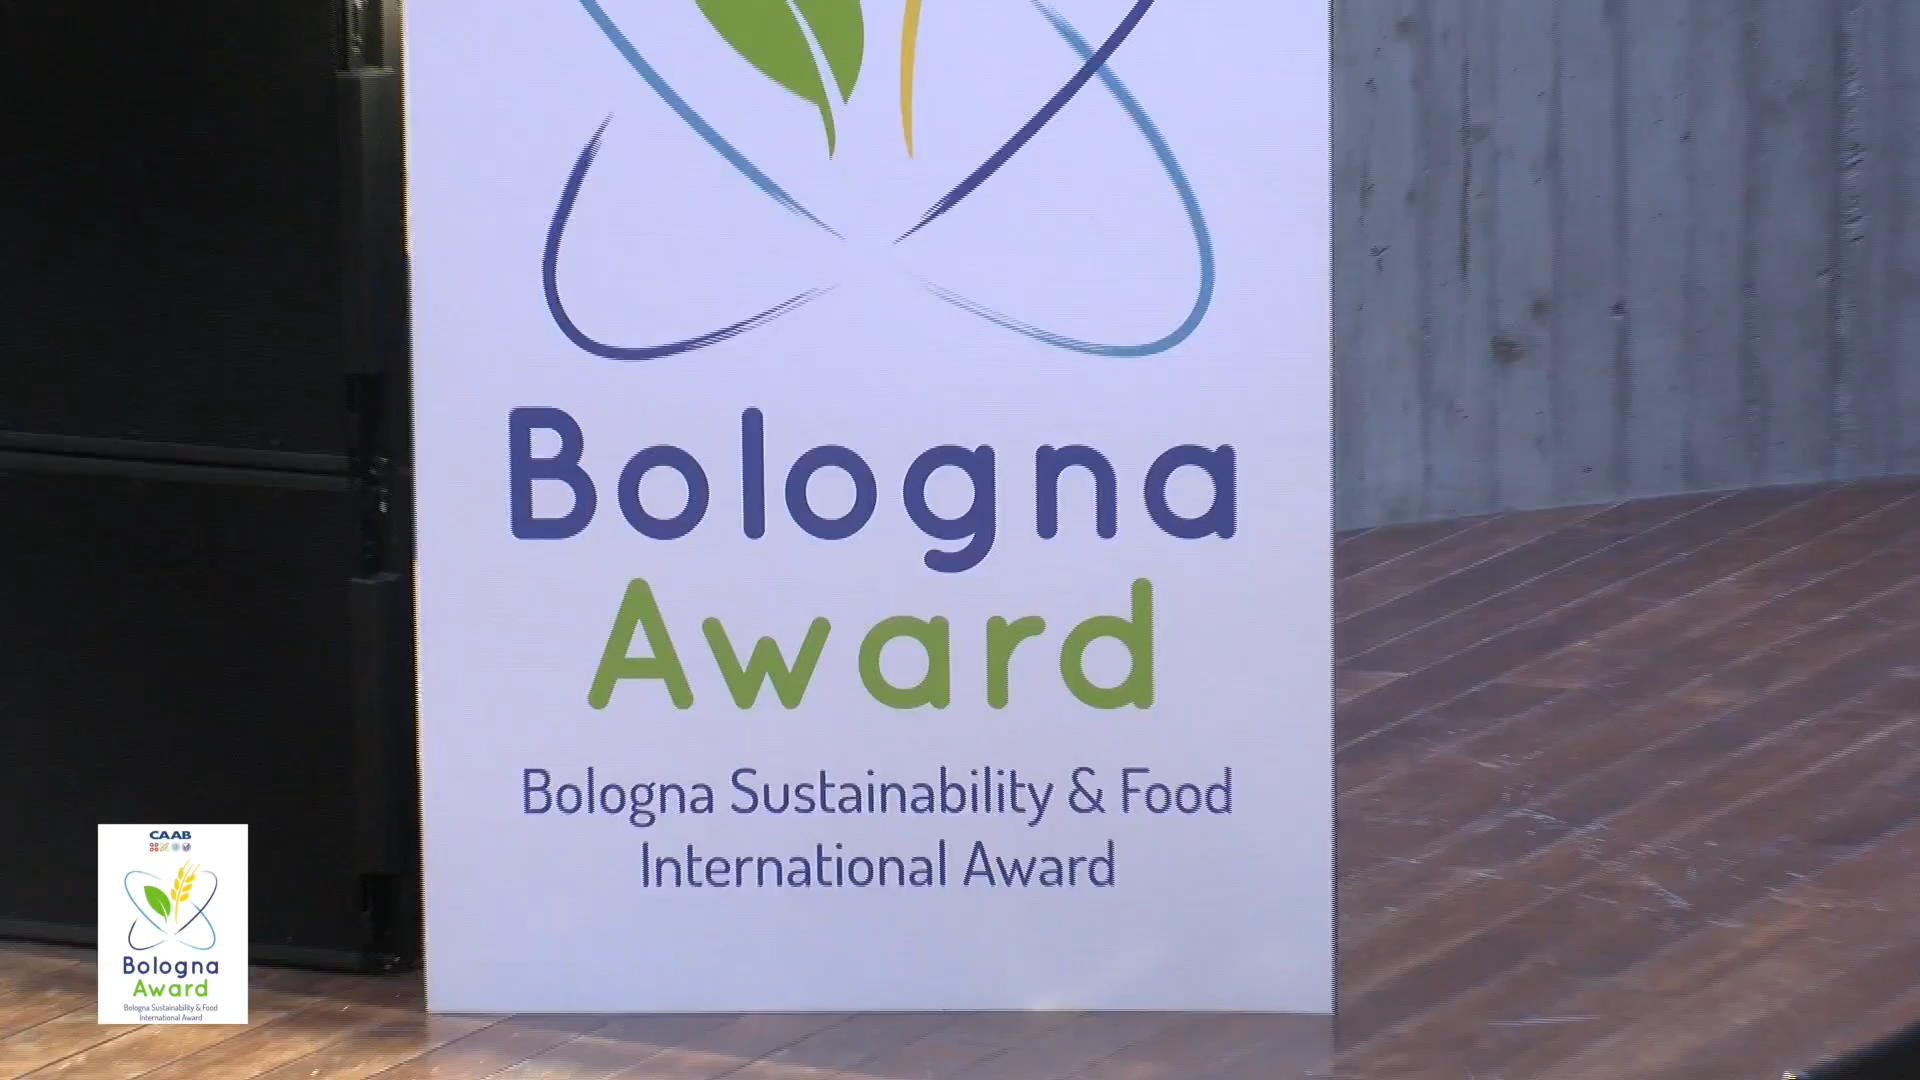 Bologna
Award
Bologna Sustainability & Food
International Award
CAAB
Bologna
Award
Bologna Sustainability & Food
International Award